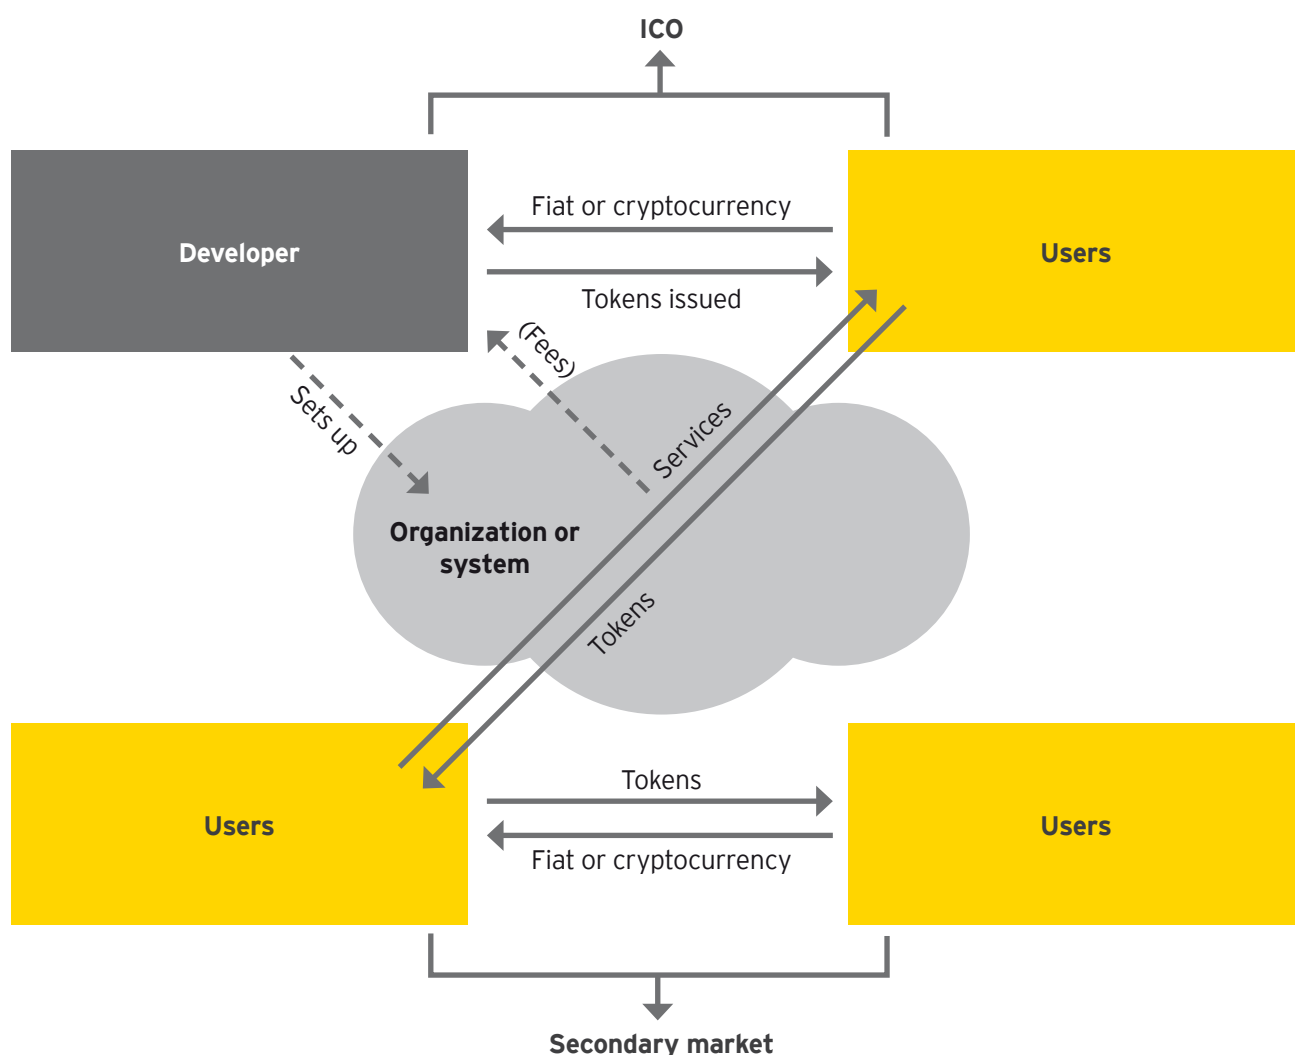 ICO
Fiat or cryptocurrency
Developer
Users
Tokens issued
(Fees)
Sets up
Services
Organization or
system
Tokens
Tokens
Users
Users
Fiat or cryptocurrency
Secondary market